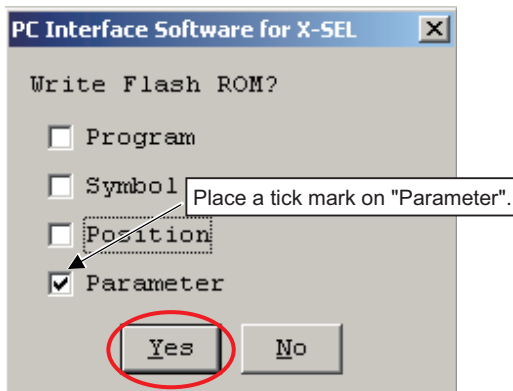 PC Interface Software for X-SEL
Write Flash ROM?
Program
Symbol
Place a tick mark on "Parameter".
Position
Parameter
Yes No